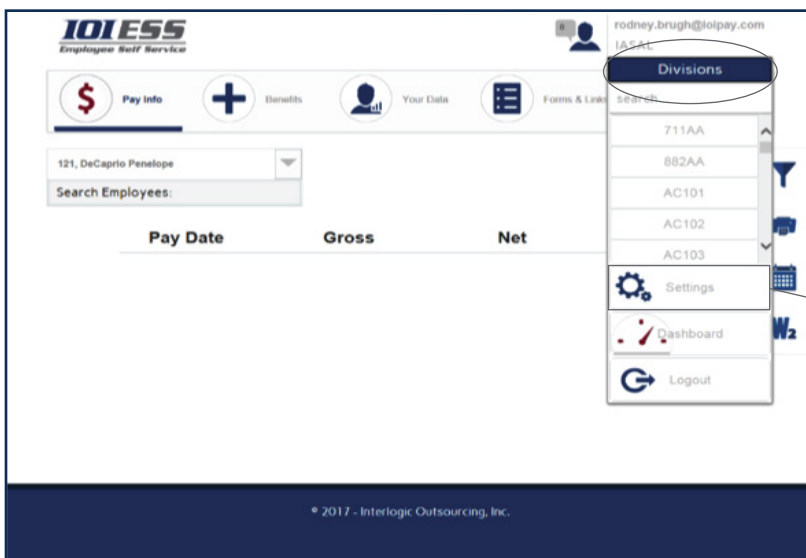 IOIESS
Employee Self Service
6
rodney.brugh@ioipay.com
IASAL
Divisions
search...
Pay Info
Benefits
Your Data
Forms & Links
711AA
882AA
AC101
AC102
AC103
121, DeCaprio Penelope
Search Employees:
Pay Date Gross Net
Settings
Dashboard
Logout
W2
© 2017 - Interlogic Outsourcing, Inc.